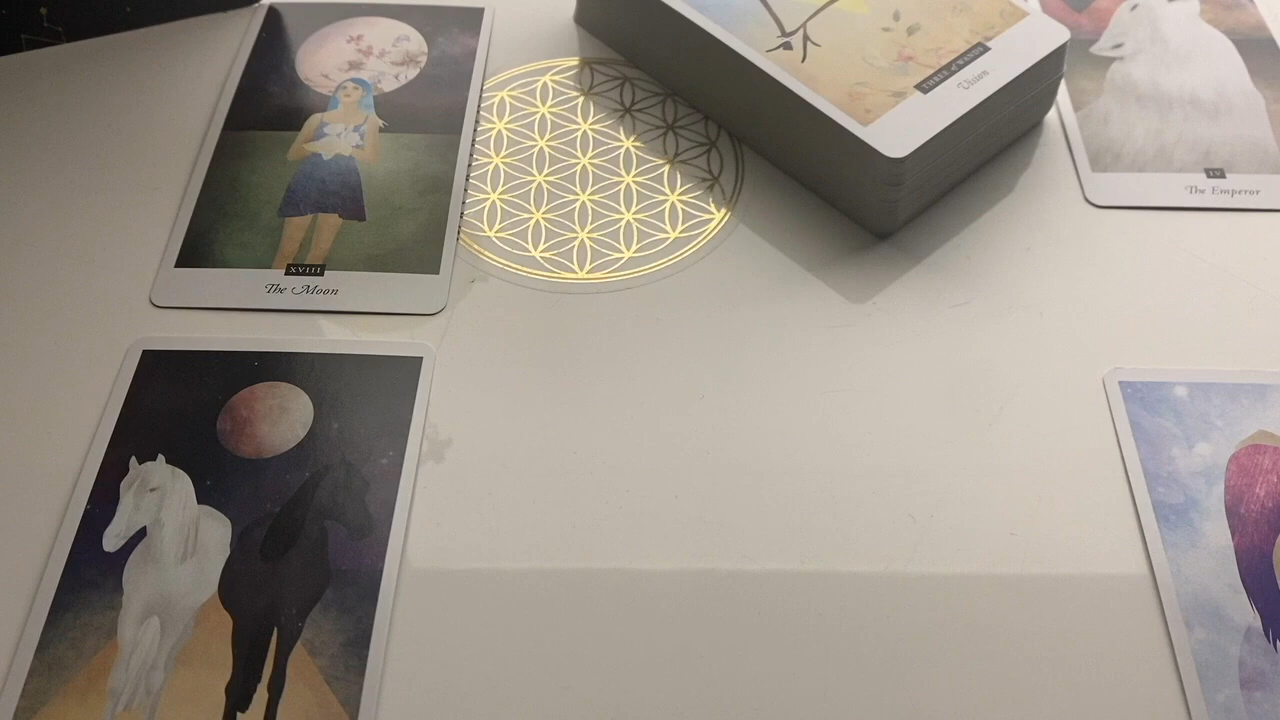 XVIII
The Moon
THREE of WANDS
Vision
IV
The Emperor